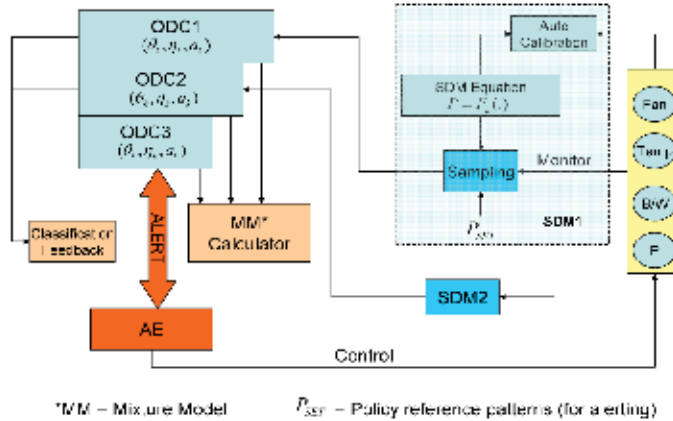 ODC1
ODC2
ODC3
ALERT
AE
Classification
Feedback
MM*
Calculator
Auto
Calibration
SDM Equation
Sampling
Monitor
SDM1
SDM2
Fan
Temp
B/W
P
Control
*MM – Mixture Model
– Policy reference patterns (for alerting)